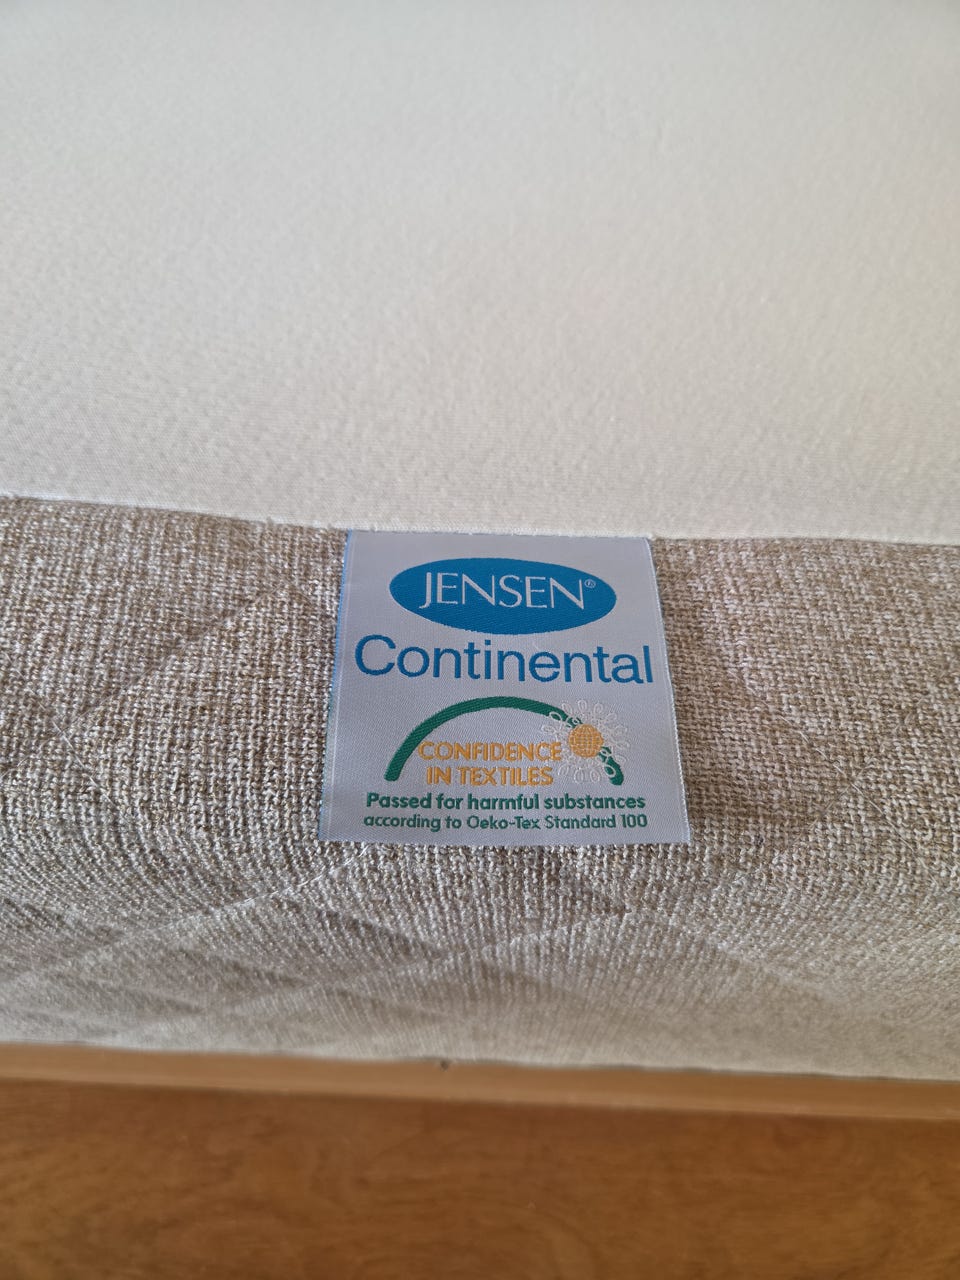 JENSEN®
Continental
CONFIDENCE
IN TEXTILES
Passed for harmful substances
according to Oeko-Tex Standard 100